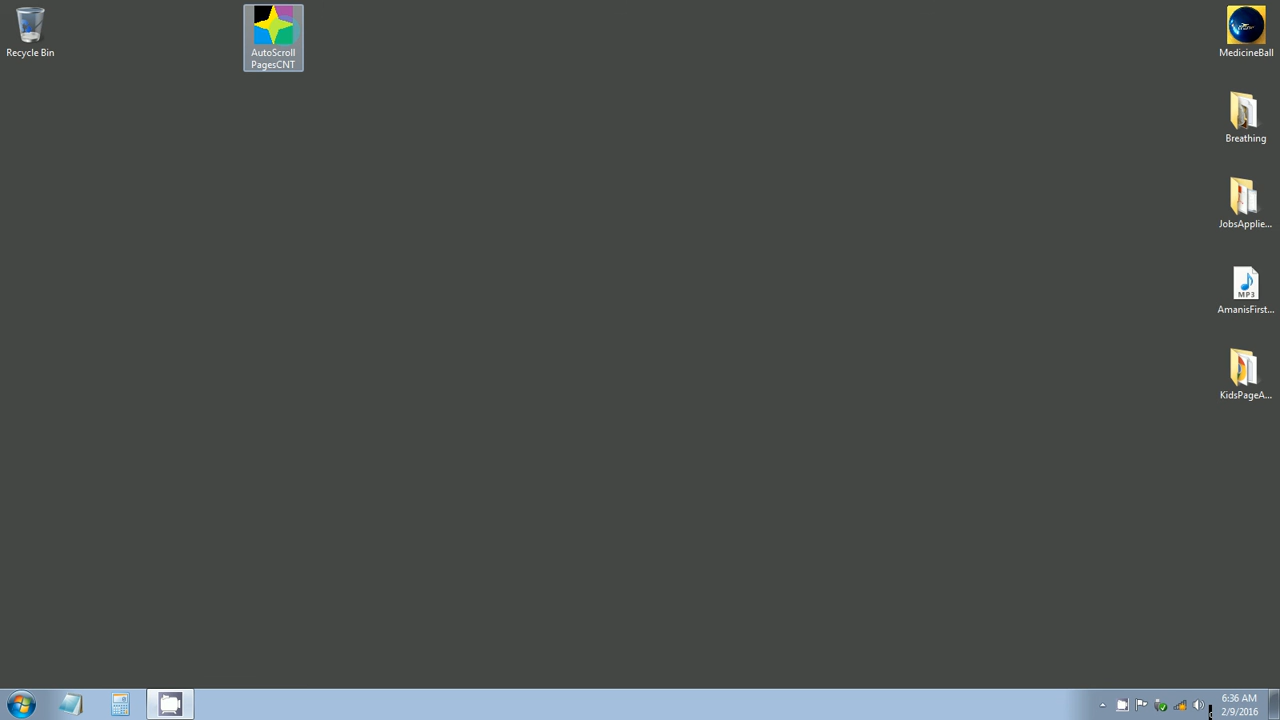 Recycle Bin
AutoScroll
PagesCNT
MedicineBall
Breathing
JobsApplie...
MP3
AmanisFirst...
KidsPageA...
6:36 AM
2/9/2016